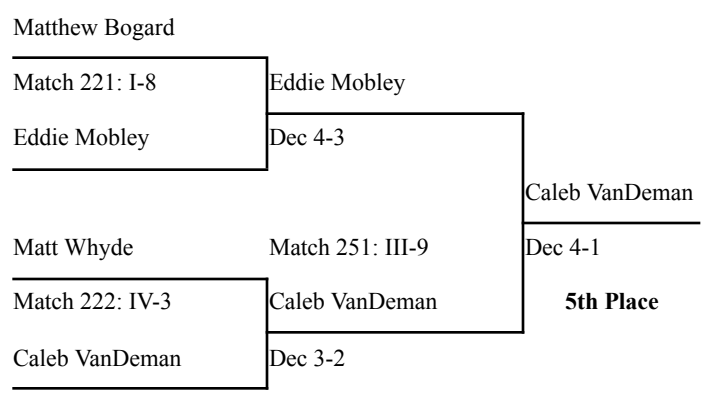 Matthew Bogard
Match 221: I-8
Eddie Mobley
Eddie Mobley
Dec 4-3
Caleb VanDeman
Matt Whyde
Match 251: III-9
Dec 4-1
Match 222: IV-3
Caleb VanDeman
5th Place
Caleb VanDeman
Dec 3-2